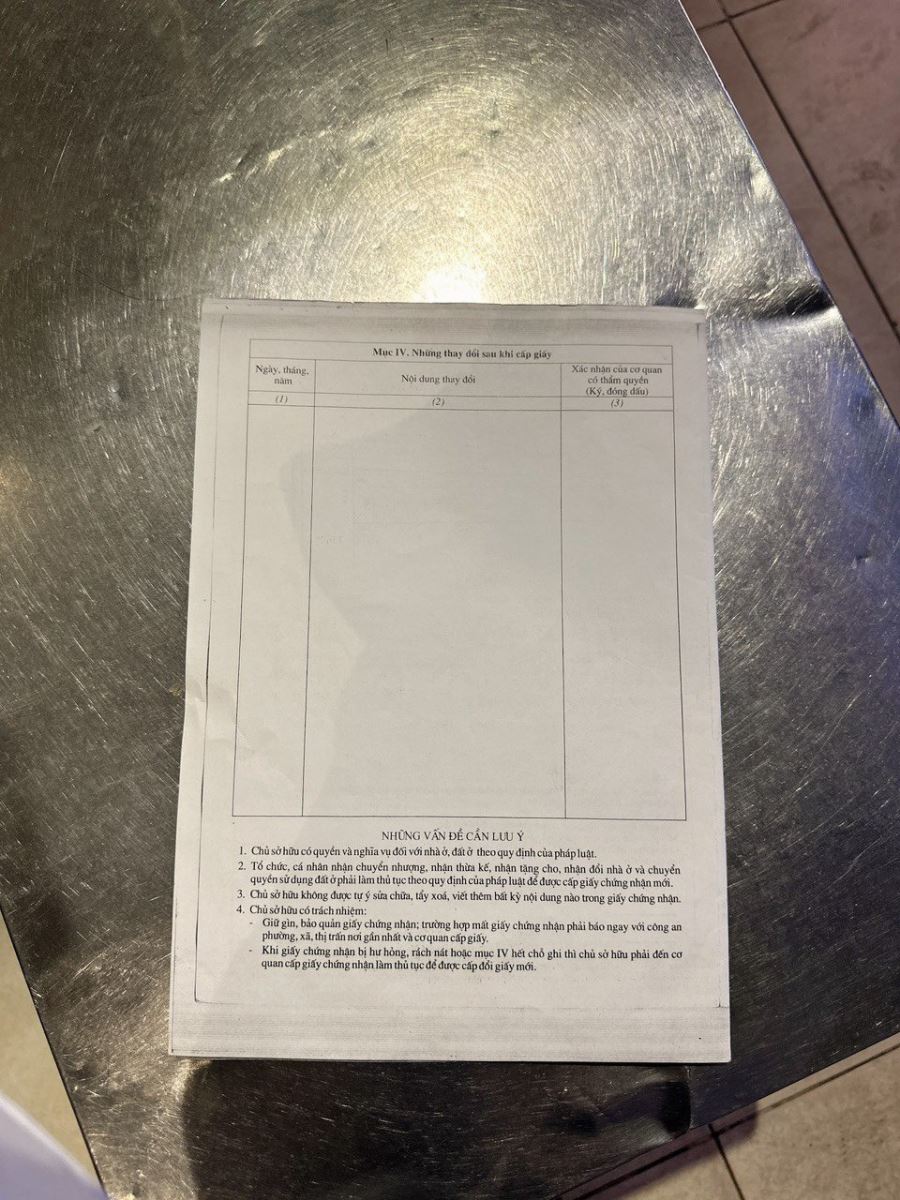 Mục IV. Những thay đổi sau khi cấp giấy
Ngày, tháng,
năm
Nội dung thay đổi
Xác nhận của cơ quan
có thẩm quyền
(Ký, đóng dấu)
(1)
(2)
(3)
NHỮNG VẤN ĐỀ CẦN LƯU Ý
1. Chủ sở hữu có quyền và nghĩa vụ đối với nhà ở, đất ở theo quy định của pháp luật.
2. Tổ chức, cá nhân nhận chuyển nhượng, nhận thừa kế, nhận tặng cho, nhận đổi nhà ở và chuyển
quyền sử dụng đất ở phải làm thủ tục theo quy định của pháp luật để được cấp giấy chứng nhận mới.
3. Chủ sở hữu không được tự ý sửa chữa, tẩy xoá, viết thêm bất kỳ nội dung nào trong giấy chứng nhận.
4. Chủ sở hữu có trách nhiệm:
- Giữ gìn, bảo quản giấy chứng nhận; trường hợp mất giấy chứng nhận phải báo ngay với công an
phường, xã, thị trấn nơi gần nhất và cơ quan cấp giấy.
- Khi giấy chứng nhận bị hư hỏng, rách nát hoặc mục IV hết chỗ ghi thì chủ sở hữu phải đến cơ
quan cấp giấy chứng nhận làm thủ tục để được cấp đổi giấy mới.